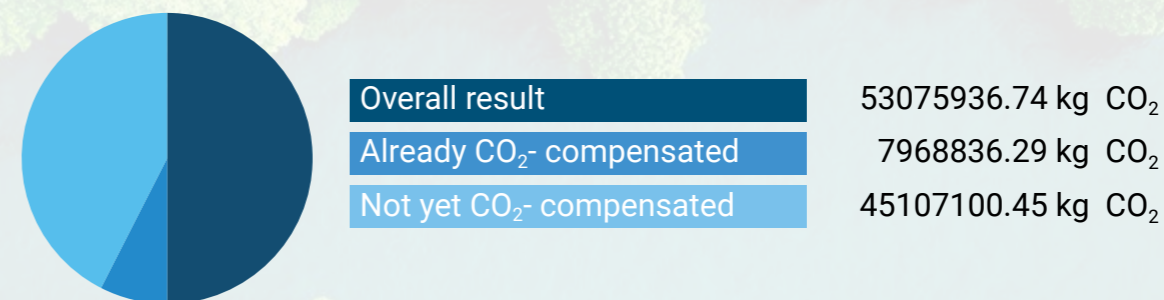 Overall result 53075936.74 kg CO₂
Already CO₂- compensated 7968836.29 kg CO₂
Not yet CO₂- compensated 45107100.45 kg CO₂